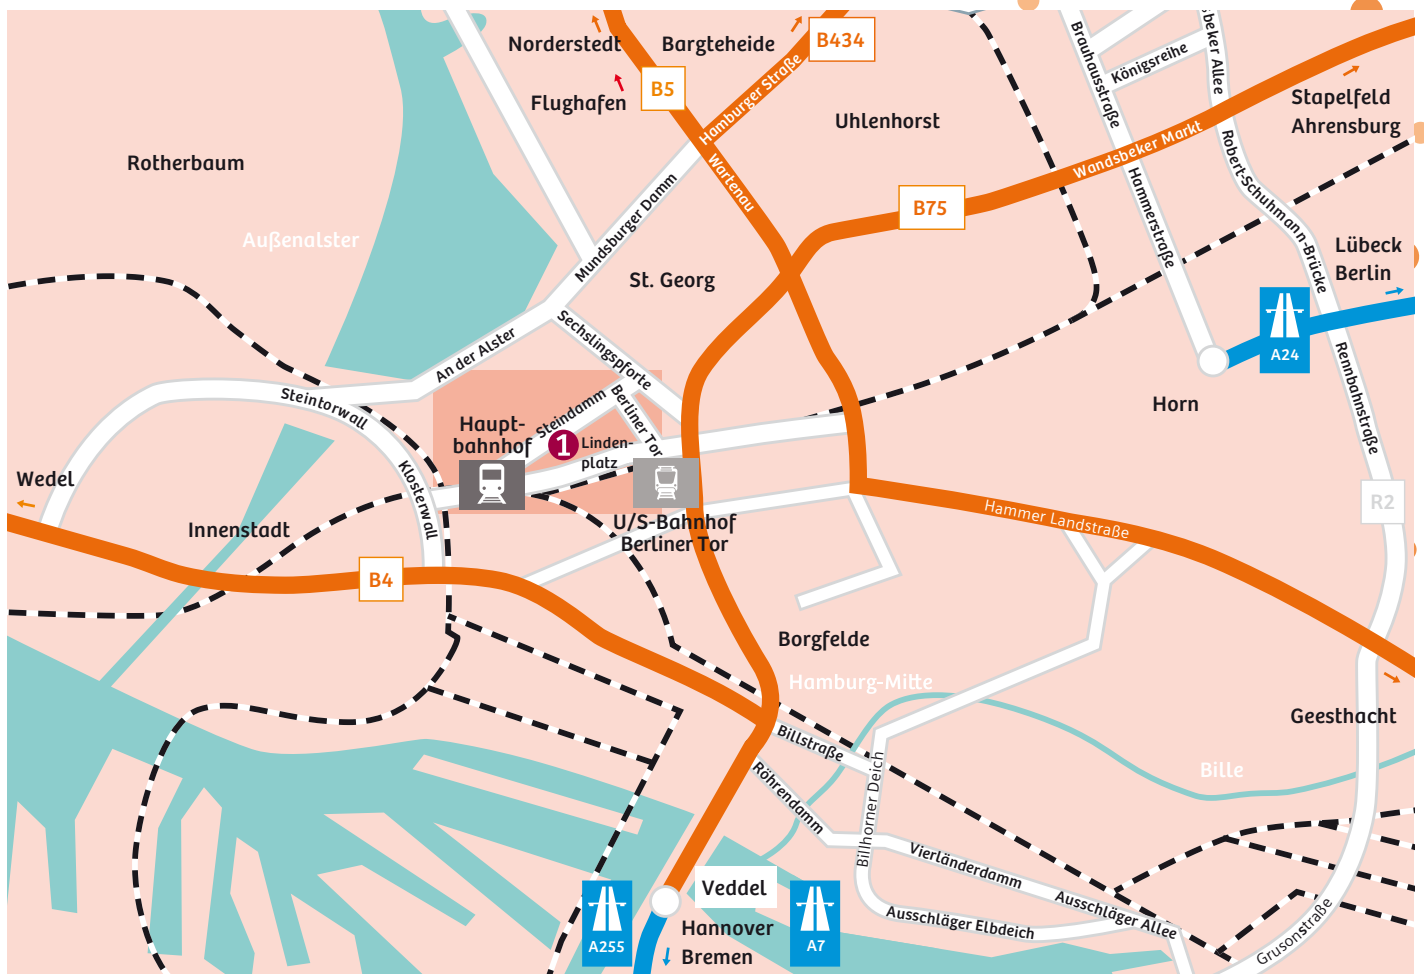 Norderstedt
Bargteheide
B434
B5
Flughafen
Hamburger Straße
Uhlenhorst
Brauhausstraße
Königsreihe
sbeker Allee
Stapelfeld
Ahrensburg
Rotherbaum
Wartenau
Wandsbeker Markt
Robert-Schuhmann-Brücke
Hammerstraße
B75
Mundsburger Damm
Außenalster
St. Georg
Lübeck
Berlin
A24
An der Alster
Sechslingspforte
Rennbahnstraße
Steintorwall
Steindamm
Berliner Tor
Horn
Haupt-
bahnhof
1
Linden-
platz
Klosterwall
Wedel
Innenstadt
R2
Hammer Landstraße
U/S-Bahnhof
Berliner Tor
B4
Borgfelde
Hamburg-Mitte
Geesthacht
Billstraße
Bille
Röhrendamm
Billhorner Deich
Vierländerdamm
Ausschläger Allee
Ausschläger Elbdeich
Grusonstraße
Veddel
A255
A7
Hannover
Bremen